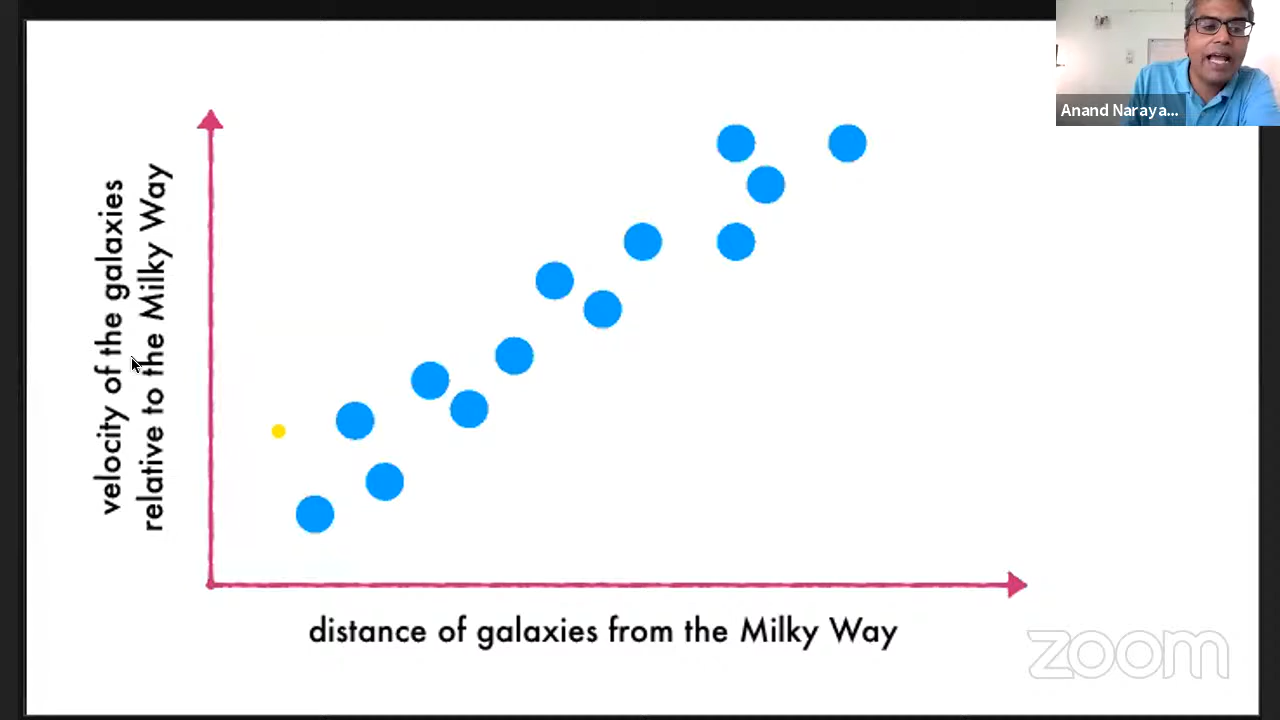 Anand Naraya...
velocity of the galaxies
relative to the Milky Way
distance of galaxies from the Milky Way
zoom